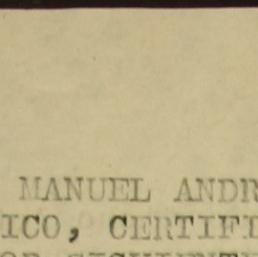 MANUEL ANDR
ICO, CERTIFI